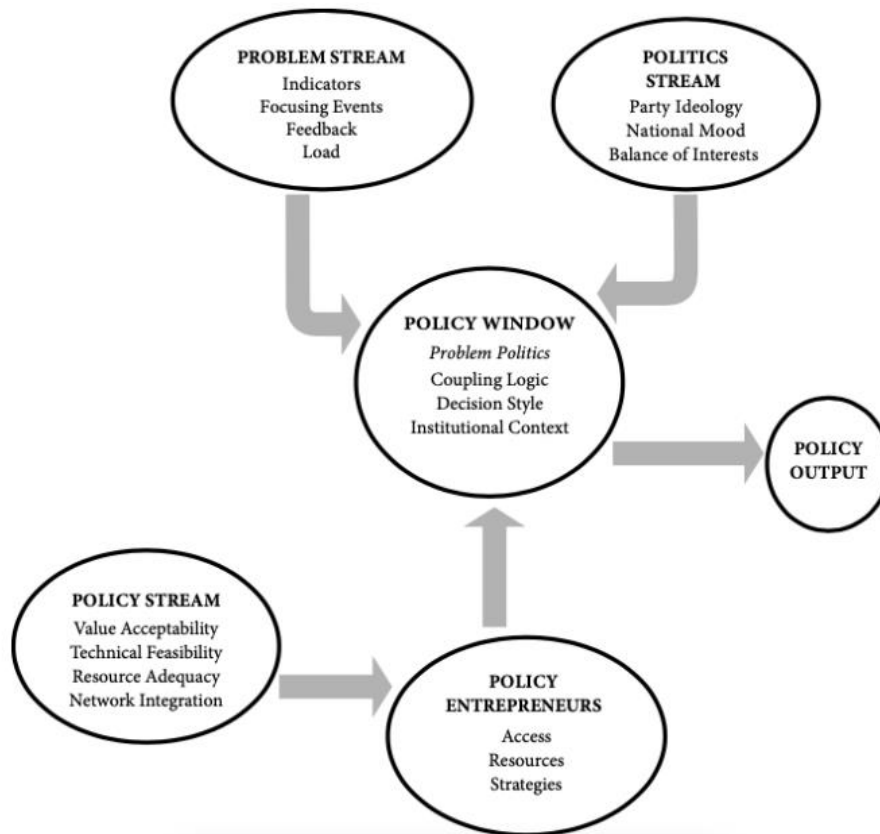 PROBLEM STREAM
Indicators
Focusing Events
Feedback
Load
POLITICS
STREAM
Party Ideology
National Mood
Balance of Interests
POLICY WINDOW
Problem Politics
Coupling Logic
Decision Style
Institutional Context
POLICY
OUTPUT
POLICY STREAM
Value Acceptability
Technical Feasibility
Resource Adequacy
Network Integration
POLICY
ENTREPRENEURS
Access
Resources
Strategies